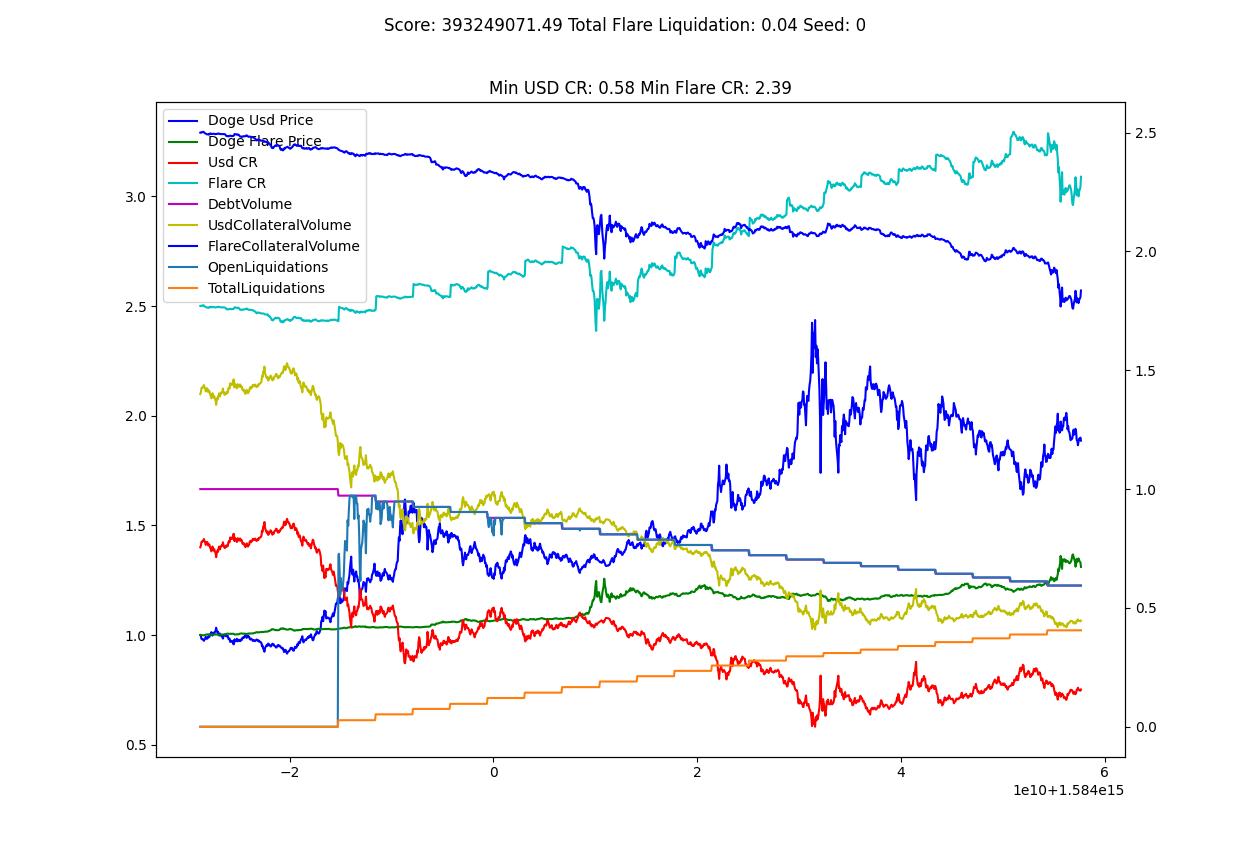 Score: 393249071.49 Total Flare Liquidation: 0.04 Seed: 0
Min USD CR: 0.58 Min Flare CR: 2.39
Doge Usd Price
Doge Flare Price
Usd CR
Flare CR
DebtVolume
UsdCollateralVolume
FlareCollateralVolume
OpenLiquidations
TotalLiquidations
3.0
2.5
2.0
1.5
1.0
0.5
2.5
2.0
1.5
1.0
0.5
0.0
−2 0 2 4 6
1e10+1.584e15